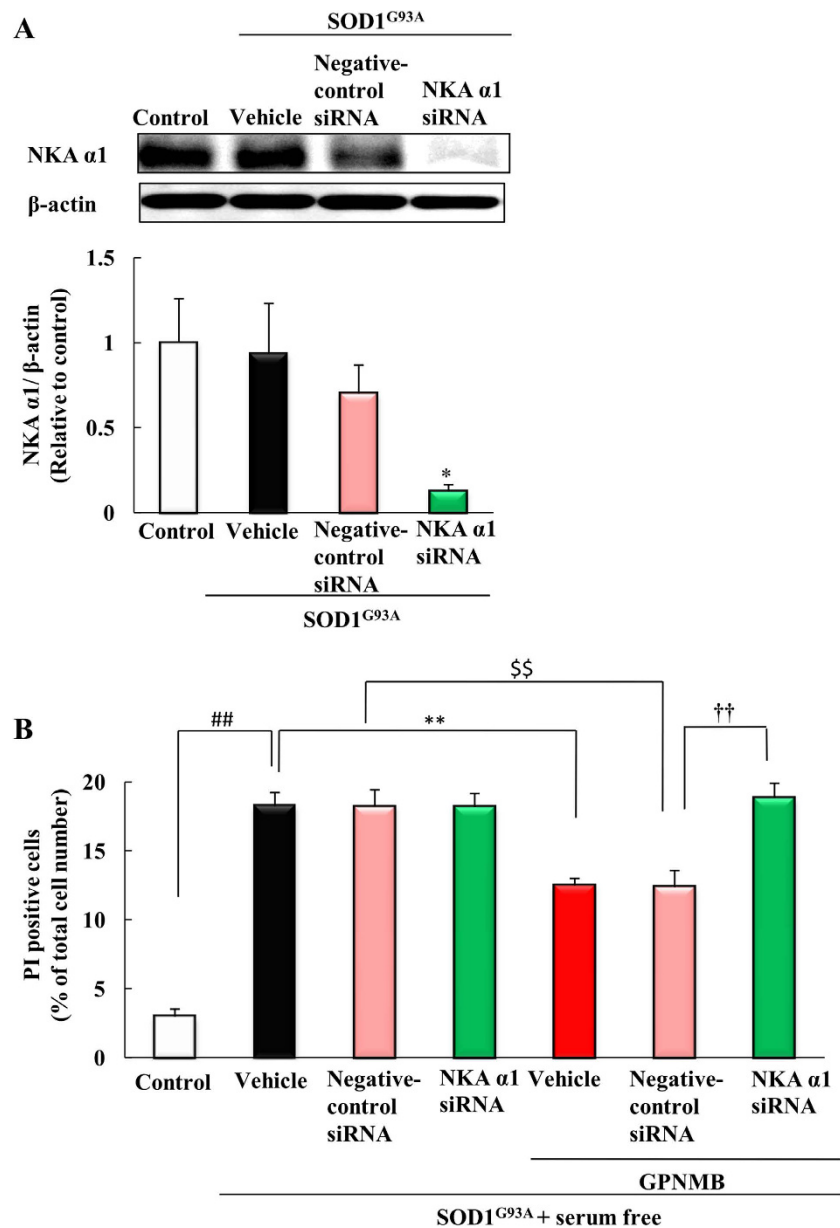 A
SOD1G93A
Negative-
control
siRNA
NKA α1
siRNA
Control
Vehicle
NKA α1
β-actin
NKA α1/ β-actin
(Relative to control)
1.5
1
0.5
0
*
Control
Vehicle
Negative-
control
siRNA
NKA α1
siRNA
SOD1G93A
B
##
**
$$
††
PI positive cells
(% of total cell number)
20
15
10
5
0
Control
Vehicle
Negative-
control
siRNA
NKA α1
siRNA
Vehicle
Negative-
control
siRNA
NKA α1
siRNA
GPNMB
SOD1G93A + serum free